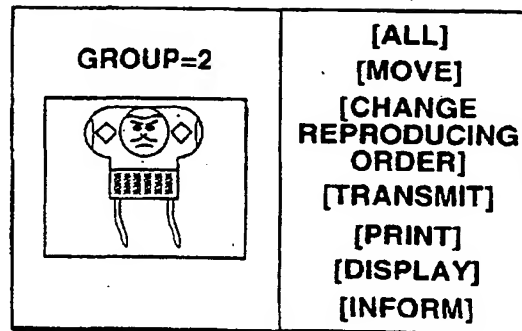 GROUP=2
[ALL]
[MOVE]
[CHANGE
REPRODUCING
ORDER]
[TRANSMIT]
[PRINT]
[DISPLAY]
[INFORM]